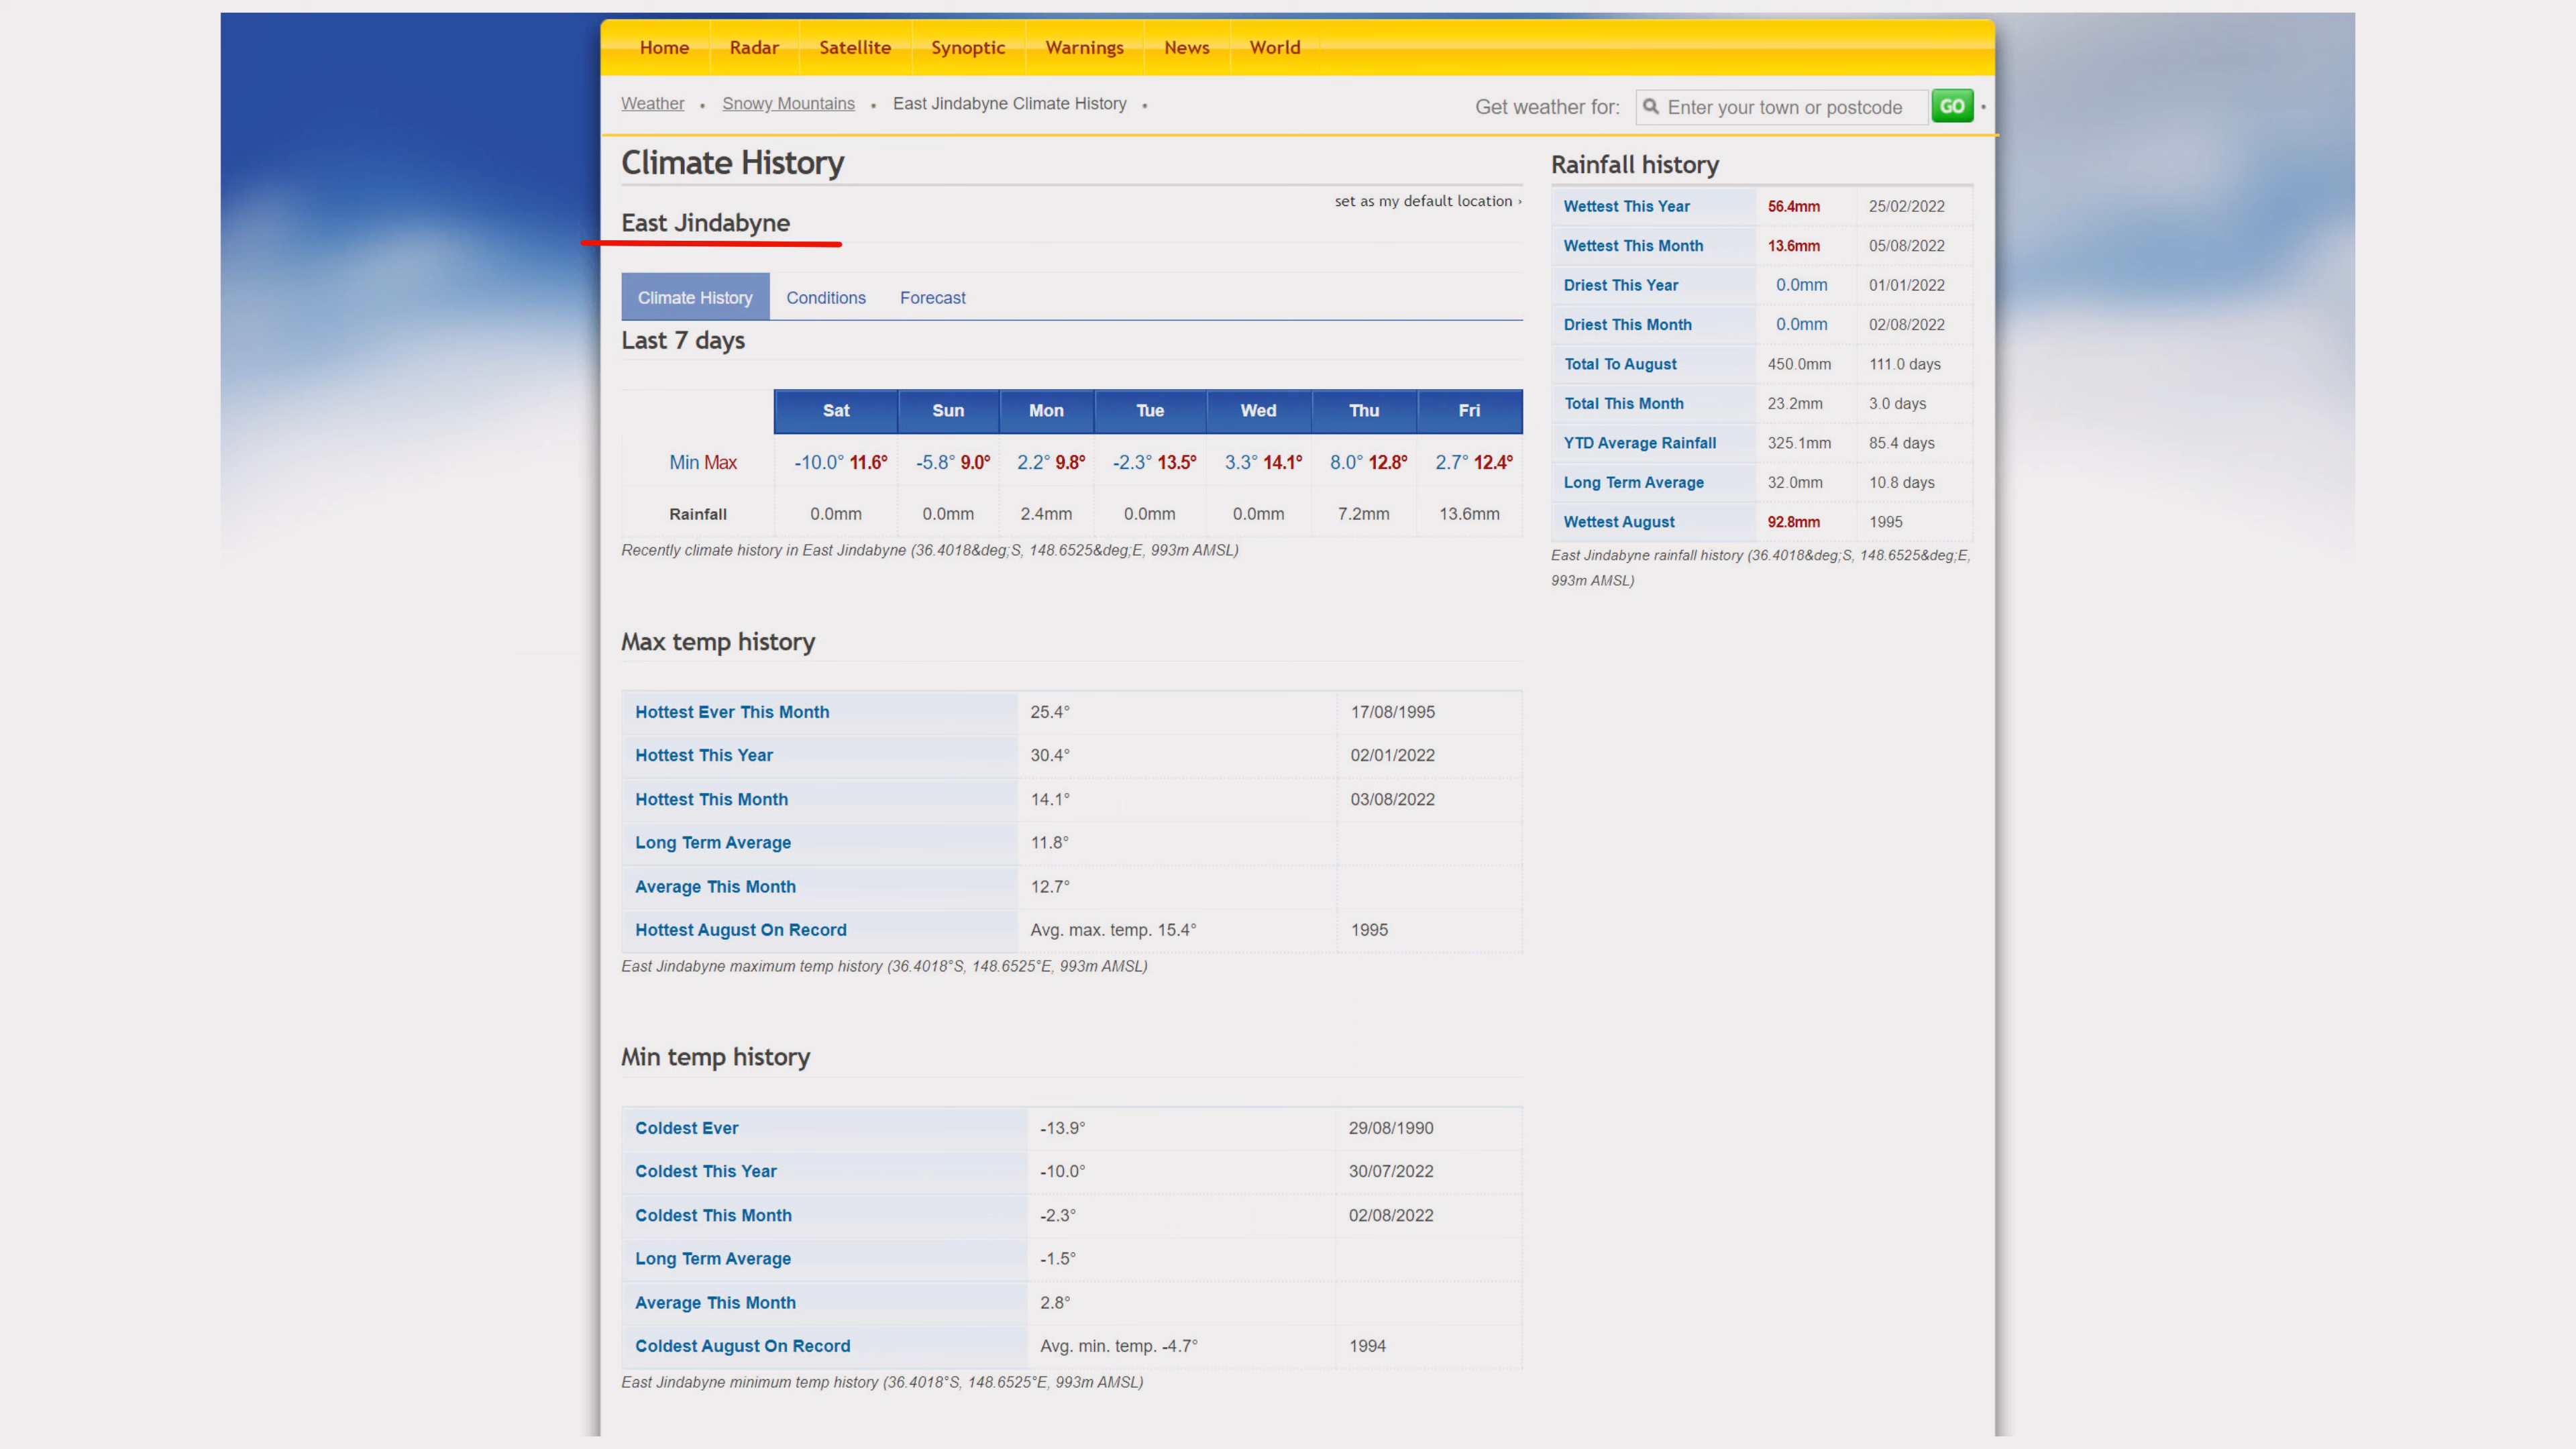 Home Radar Satellite Synoptic Warnings News World
Weather • Snowy Mountains • East Jindabyne Climate History •
Get weather for: Enter your town or postcode GO
Climate History
set as my default location ›
East Jindabyne
Climate History Conditions Forecast
Last 7 days
Sat Sun Mon Tue Wed Thu Fri
Min Max -10.0° 11.6° -5.8° 9.0° 2.2° 9.8° -2.3° 13.5° 3.3° 14.1° 8.0° 12.8° 2.7° 12.4°
Rainfall 0.0mm 0.0mm 2.4mm 0.0mm 0.0mm 7.2mm 13.6mm
Recently climate history in East Jindabyne (36.4018&deg;S, 148.6525&deg;E, 993m AMSL)
Max temp history
Hottest Ever This Month 25.4° 17/08/1995
Hottest This Year 30.4° 02/01/2022
Hottest This Month 14.1° 03/08/2022
Long Term Average 11.8°
Average This Month 12.7°
Hottest August On Record Avg. max. temp. 15.4° 1995
East Jindabyne maximum temp history (36.4018°S, 148.6525°E, 993m AMSL)
Min temp history
Coldest Ever -13.9° 29/08/1990
Coldest This Year -10.0° 30/07/2022
Coldest This Month -2.3° 02/08/2022
Long Term Average -1.5°
Average This Month 2.8°
Coldest August On Record Avg. min. temp. -4.7° 1994
East Jindabyne minimum temp history (36.4018°S, 148.6525°E, 993m AMSL)
Rainfall history
Wettest This Year 56.4mm 25/02/2022
Wettest This Month 13.6mm 05/08/2022
Driest This Year 0.0mm 01/01/2022
Driest This Month 0.0mm 02/08/2022
Total To August 450.0mm 111.0 days
Total This Month 23.2mm 3.0 days
YTD Average Rainfall 325.1mm 85.4 days
Long Term Average 32.0mm 10.8 days
Wettest August 92.8mm 1995
East Jindabyne rainfall history (36.4018&deg;S, 148.6525&deg;E,
993m AMSL)